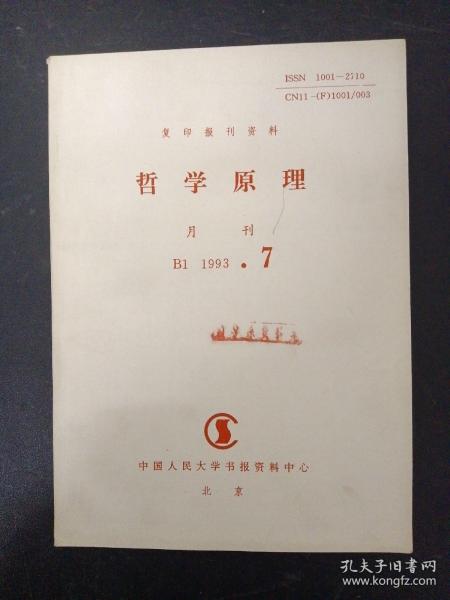 ISSN 1001-2710
CN11-(F)1001/003
复印报刊资料
哲学原理
月刊
B1 1993.7
中国人民大学书报资料中心
北京
孔夫子旧书网
www.kongfz.com